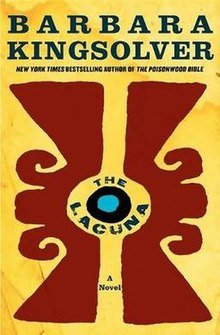 BARBARA
KINGSOLVER
NEW YORK TIMES BESTSELLING AUTHOR OF THE POISONWOOD BIBLE
THE
LACUNA
A
Novel